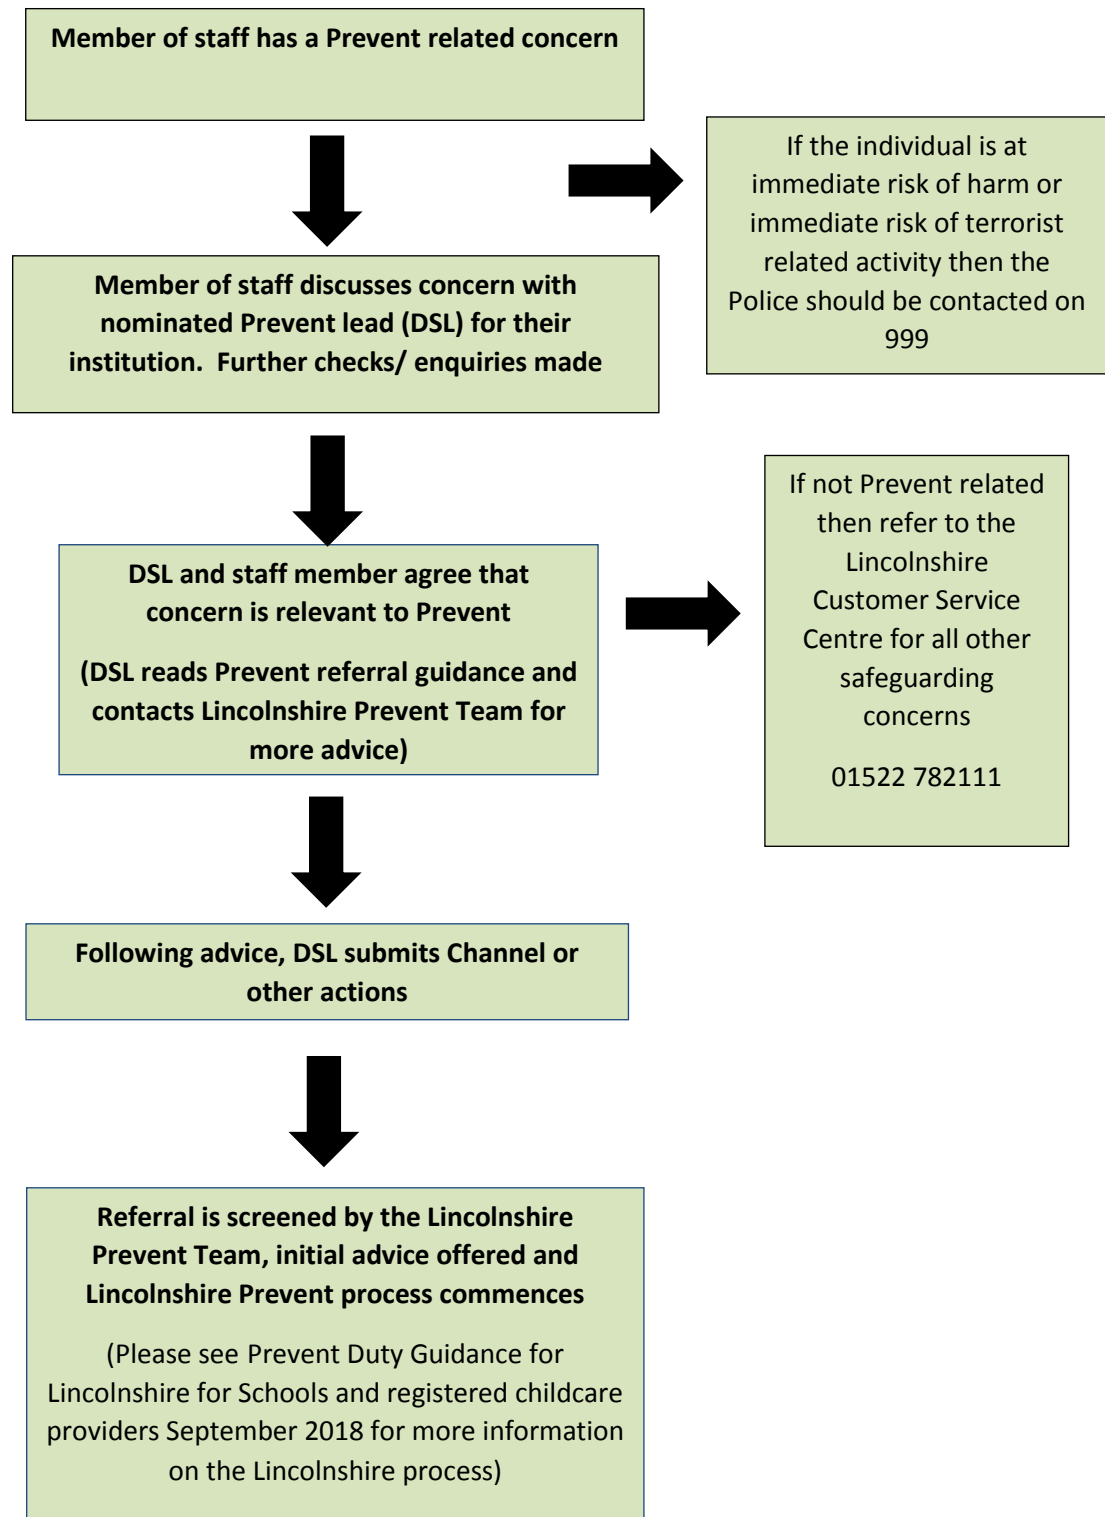 Member of staff has a Prevent related concern
If the individual is at
immediate risk of harm or
immediate risk of terrorist
related activity then the
Police should be contacted on
999
Member of staff discusses concern with
nominated Prevent lead (DSL) for their
institution.  Further checks/ enquiries made
DSL and staff member agree that
concern is relevant to Prevent
(DSL reads Prevent referral guidance and
contacts Lincolnshire Prevent Team for
more advice)
If not Prevent related
then refer to the
Lincolnshire
Customer Service
Centre for all other
safeguarding
concerns
01522 782111
Following advice, DSL submits Channel or
other actions
Referral is screened by the Lincolnshire
Prevent Team, initial advice offered and
Lincolnshire Prevent process commences
(Please see Prevent Duty Guidance for
Lincolnshire for Schools and registered childcare
providers September 2018 for more information
on the Lincolnshire process)